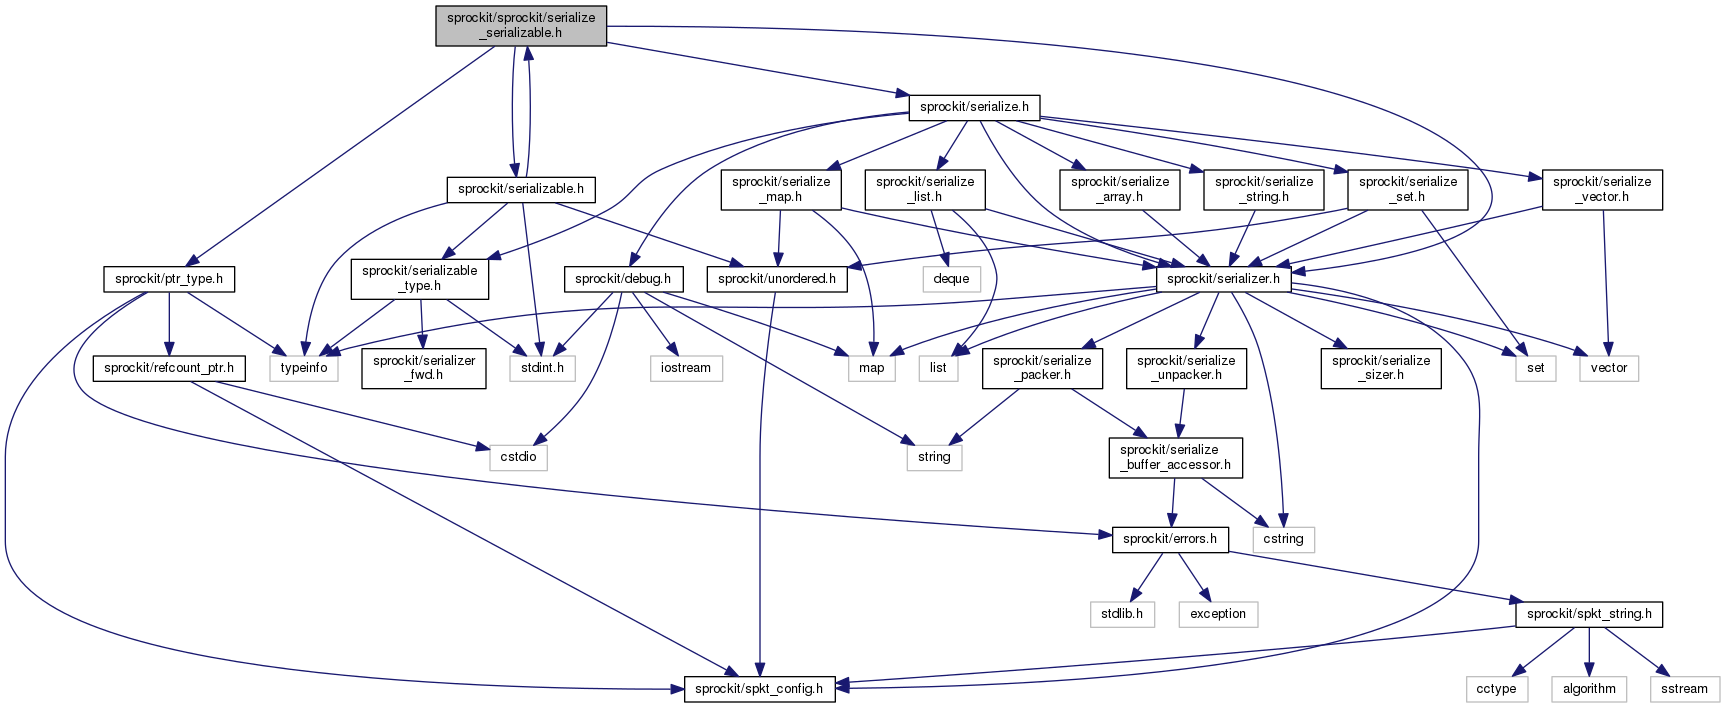 sprockit/sprockit/serialize
_serializable.h
sprockit/serialize.h
sprockit/serializable.h
sprockit/serialize
_map.h
sprockit/serialize
_list.h
sprockit/serialize
_array.h
sprockit/serialize
_string.h
sprockit/serialize
_set.h
sprockit/serialize
_vector.h
sprockit/ptr_type.h
sprockit/serializable
_type.h
sprockit/debug.h
sprockit/unordered.h
deque
sprockit/serializer.h
sprockit/refcount_ptr.h
typeinfo
sprockit/serializer
_fwd.h
stdint.h
iostream
map
list
sprockit/serialize
_packer.h
sprockit/serialize
_unpacker.h
sprockit/serialize
_sizer.h
set
vector
cstdio
string
sprockit/serialize
_buffer_accessor.h
sprockit/errors.h
cstring
stdlib.h
exception
sprockit/spkt_string.h
sprockit/spkt_config.h
cctype
algorithm
sstream